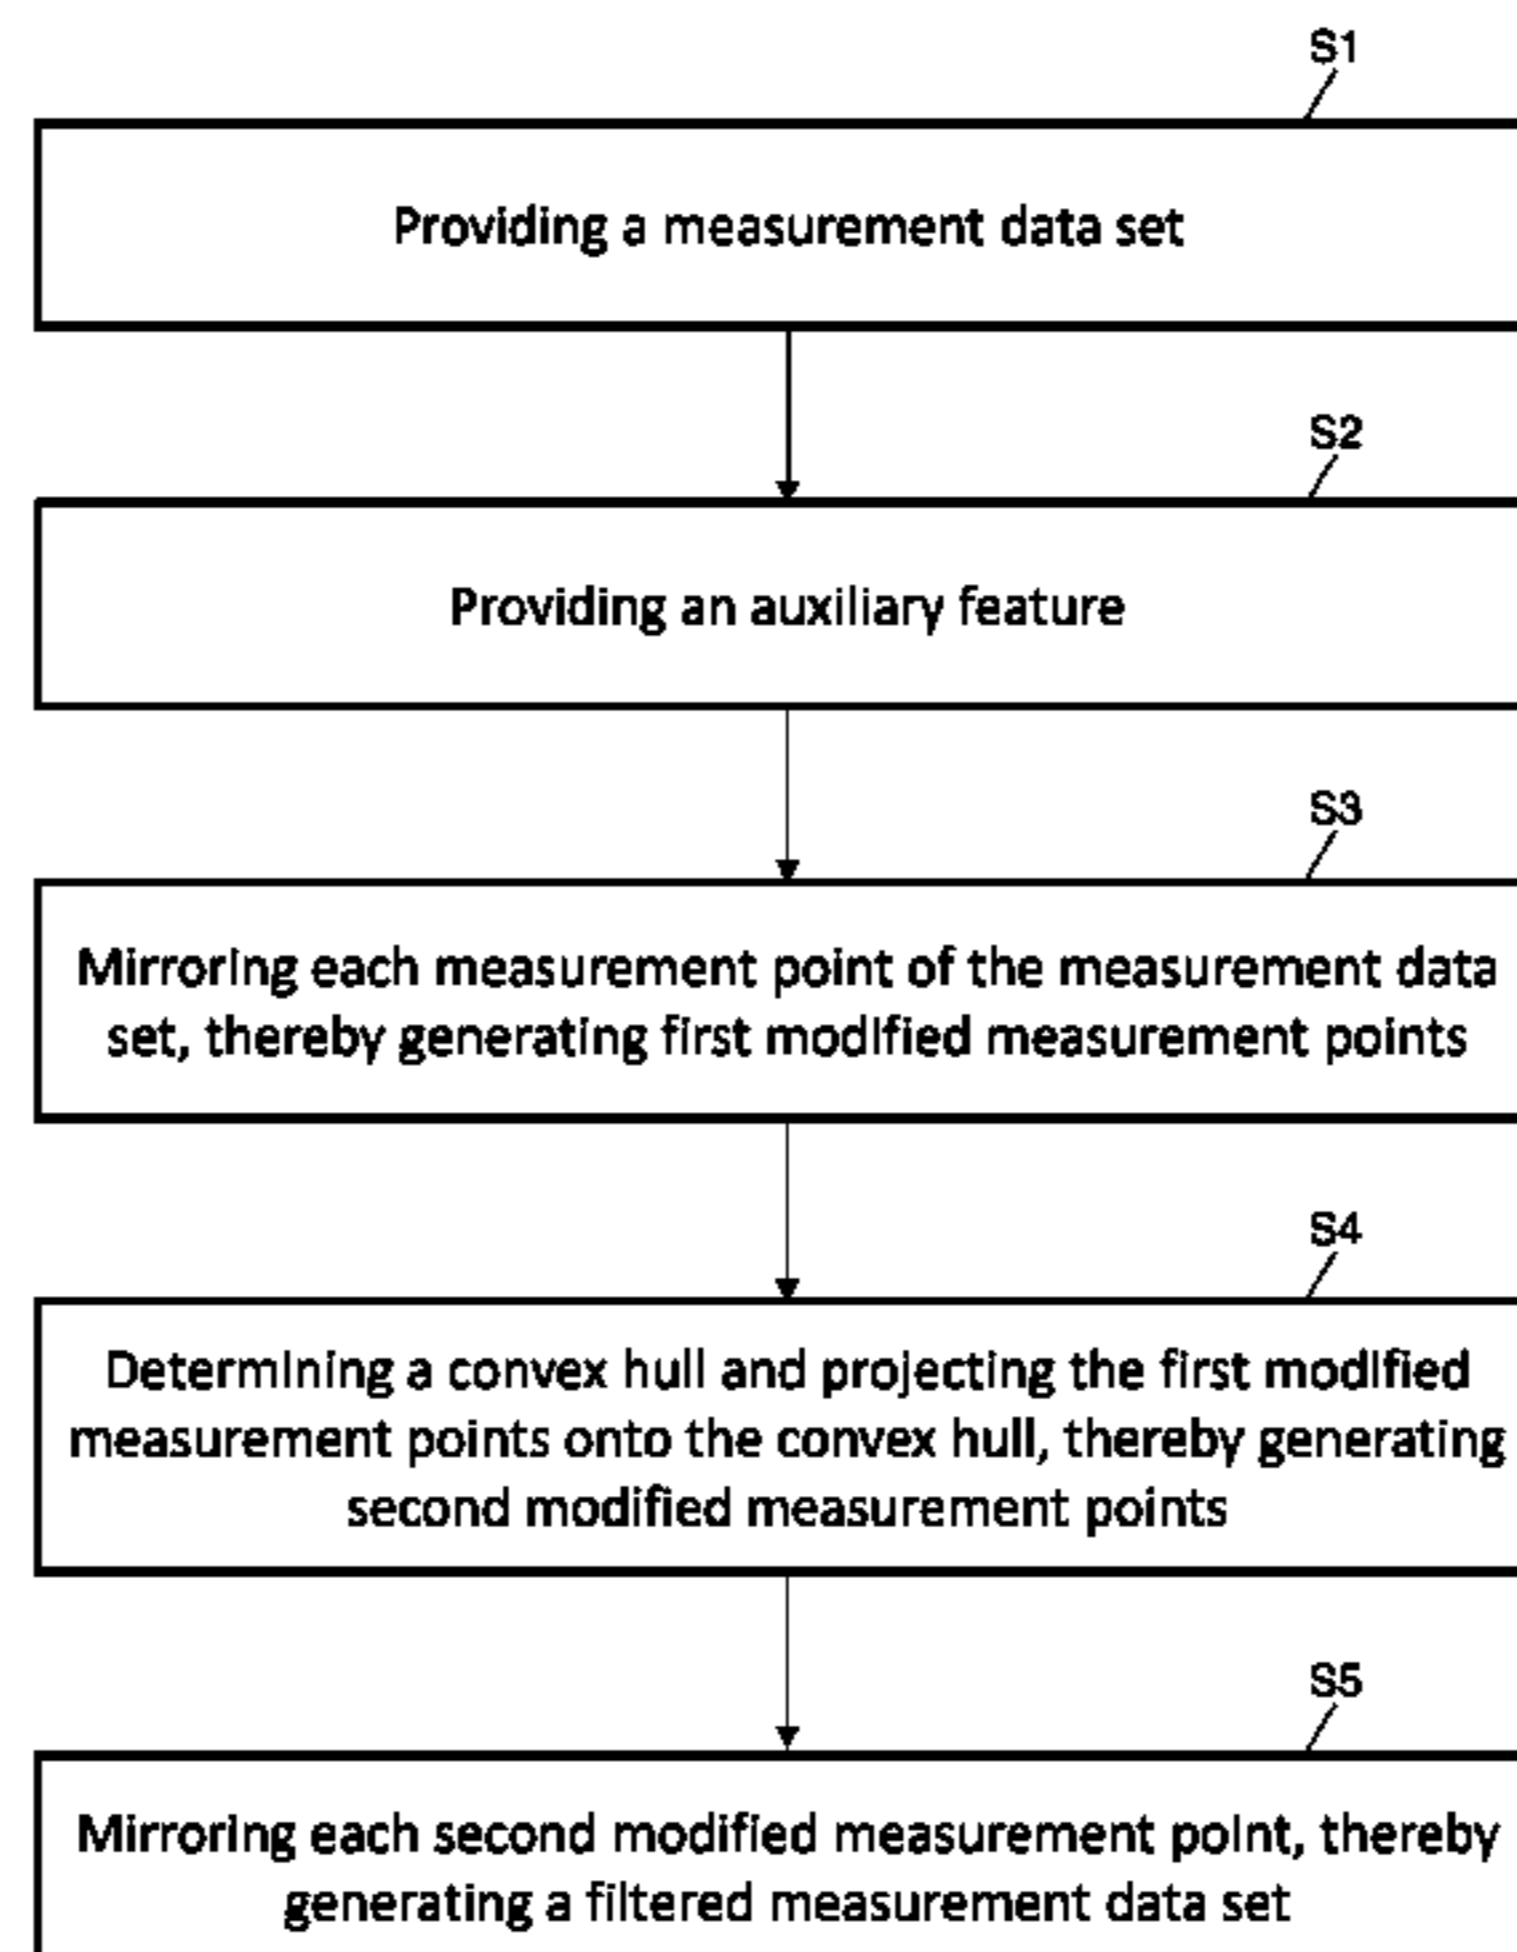 S1
Providing a measurement data set
S2
Providing an auxiliary feature
S3
Mirroring each measurement point of the measurement data
set, thereby generating first modified measurement points
S4
Determining a convex hull and projecting the first modified
measurement points onto the convex hull, thereby generating
second modified measurement points
S5
Mirroring each second modified measurement point, thereby
generating a filtered measurement data set